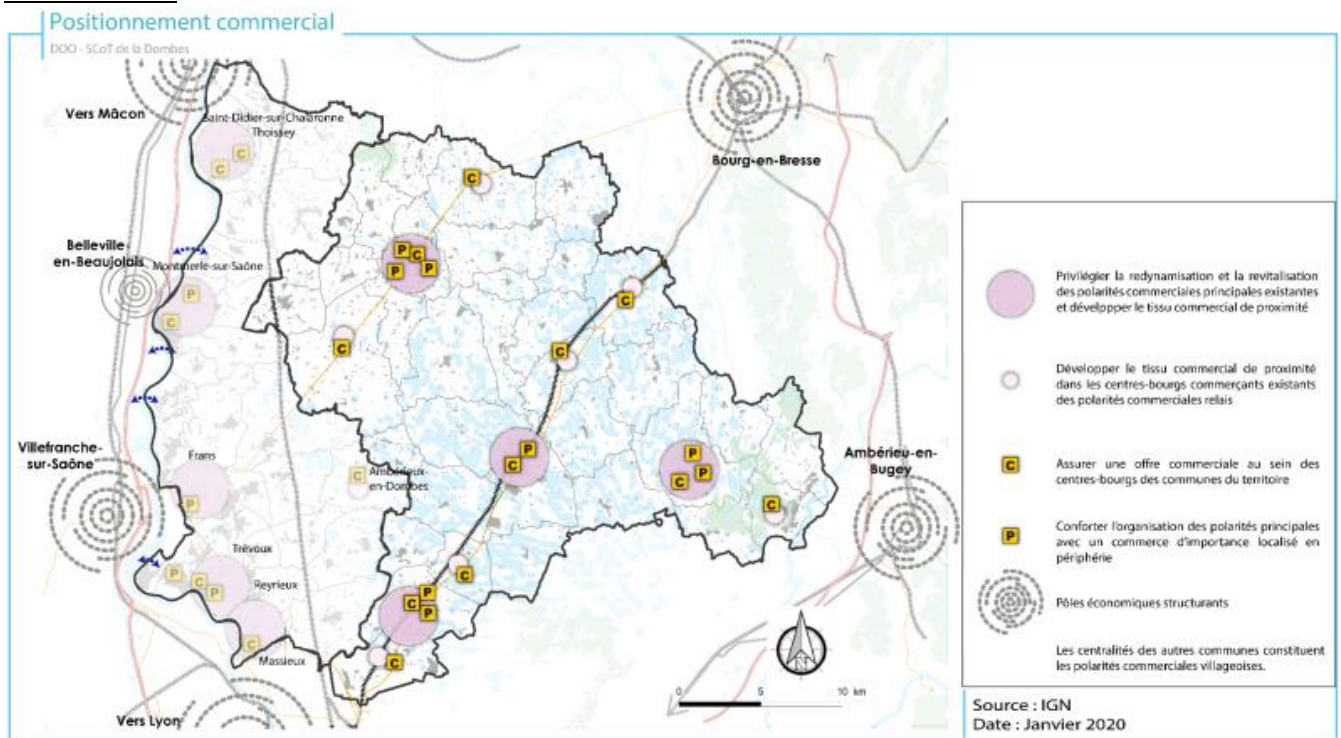 Positionnement commercial
DOO - SCoT de la Dombes
Vers Mâcon
Saint-Didier-sur-Chalaronne
Thoissey
Bourg-en-Bresse
Belleville-
en-Beaujolais
Montmerle-sur-Saône
Villefranche-
sur-Saône
Frans
Ambérieux
en-Dombes
Ambérieu-en-
Bugey
Trévoux
Reyrieux
Massieux
Vers Lyon
C
C
C
P
C
P
P
P
C
C
C
C
P
C
P
C
P
P
C
C
P
C
P
C
P
C
P
C
P
C
C
N
0 5 10 km
Privilégier la redynamisation et la revitalisation
des polarités commerciales principales existantes
et dévelppper le tissu commercial de proximité
Développer le tissu commercial de proximité
dans les centres-bourgs commerçants existants
des polarités commerciales relais
C
Assurer une offre commerciale au sein des
centres-bourgs des communes du territoire
P
Conforter l'organisation des polarités principales
avec un commerce d'importance localisé en
périphérie
Pôles économiques structurants
Les centralités des autres communes constituent
les polarités commerciales villageoises.
Source : IGN
Date : Janvier 2020